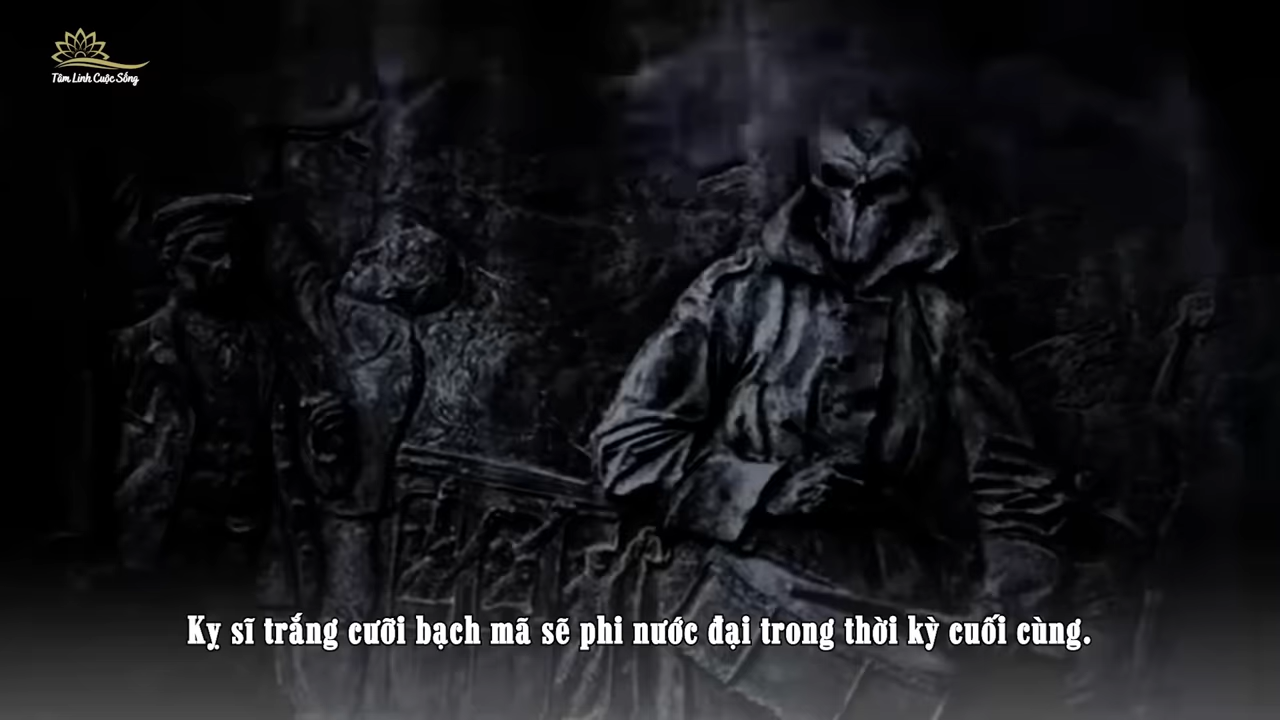 Tâm Linh Cuộc Sống
Kỵ sĩ trắng cưỡi bạch mã sẽ phi nước đại trong thời kỳ cuối cùng.